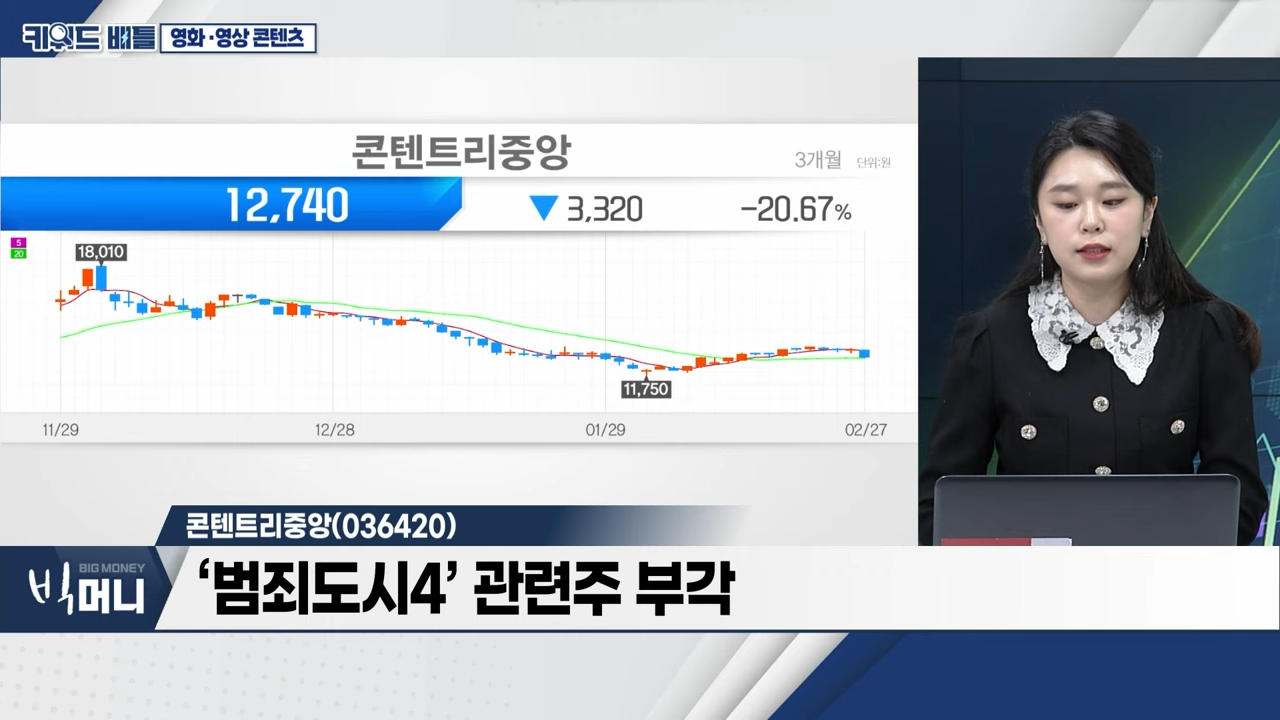 키워드 배틀 영화·영상 콘텐츠
콘텐트리중앙
3개월 단위:원
12,740 ▼ 3,320 -20.67%
5
20
18,010
11,750
11/29 12/28 01/29 02/27
콘텐트리중앙(036420)
BIG MONEY
빅머니
‘범죄도시4’ 관련주 부각